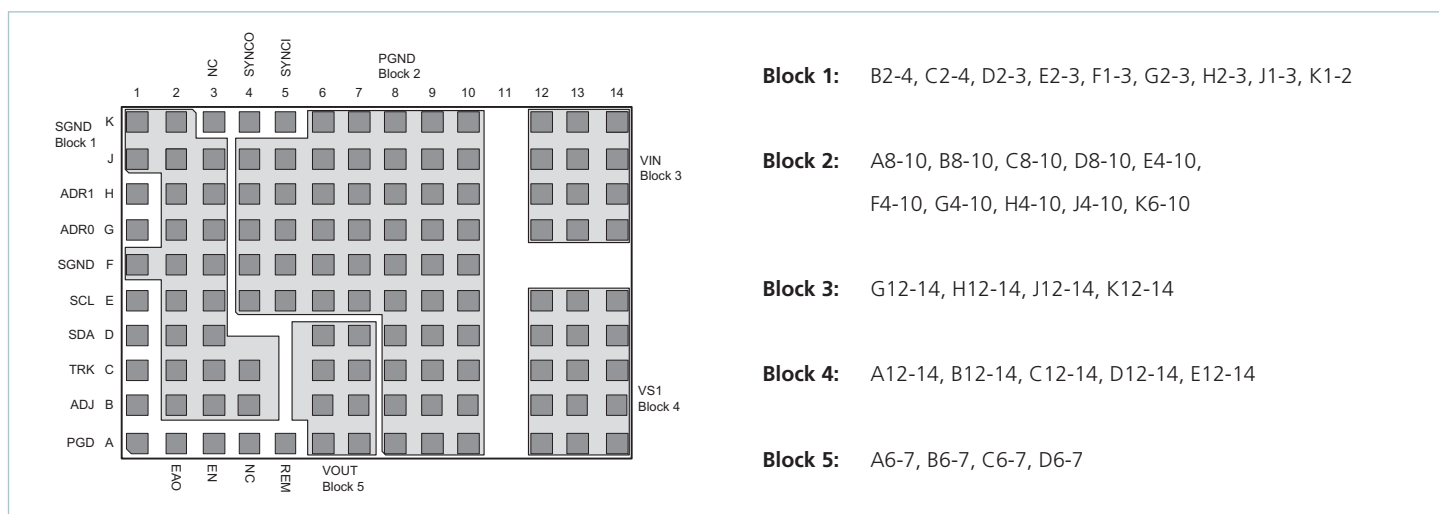 NC
SYNCO
SYNCI
PGND
Block 2
1 2 3 4 5 6 7 8 9 10 11 12 13 14
SGND
Block 1
K
J
ADR1 H
ADR0 G
SGND F
SCL E
SDA D
TRK C
ADJ B
PGD A
VIN
Block 3
VS1
Block 4
EAO
EN
NC
REM
VOUT
Block 5
Block 1: B2-4, C2-4, D2-3, E2-3, F1-3, G2-3, H2-3, J1-3, K1-2
Block 2: A8-10, B8-10, C8-10, D8-10, E4-10,
F4-10, G4-10, H4-10, J4-10, K6-10
Block 3: G12-14, H12-14, J12-14, K12-14
Block 4: A12-14, B12-14, C12-14, D12-14, E12-14
Block 5: A6-7, B6-7, C6-7, D6-7